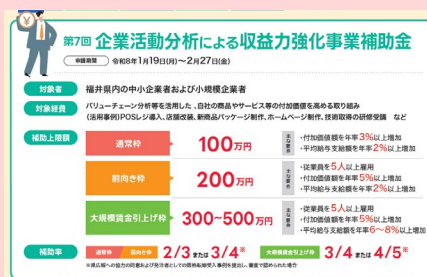 第7回 企業活動分析による収益力強化事業補助金
申請期間 令和8年1月19日(月)~2月27日(金)
対象者 福井県内の中小企業者および小規模企業者
対象経費 バリューチェーン分析等を活用した、自社の商品やサービス等の付加価値を高める取り組み
(活用事例)POSレジ導入、店舗改装、新商品パッケージ制作、ホームページ制作、技術取得の研修受講 など
補助上限額
通常枠 100万円 主な要件
・付加価値額を年率3%以上増加
・平均給与支給額を年率2%以上増加
前向き枠 200万円 主な要件
・従業員を5人以上雇用
・付加価値額を年率5%以上増加
・平均給与支給額を年率2%以上増加
大規模賃金引上げ枠 300~500万円 主な要件
・従業員を5人以上雇用
・付加価値額を年率5%以上増加
・平均給与支給額を年率6~8%以上増加
補助率 通常枠 前向き枠 2/3 または 3/4※ 大規模賃金引上げ枠 3/4 または 4/5※